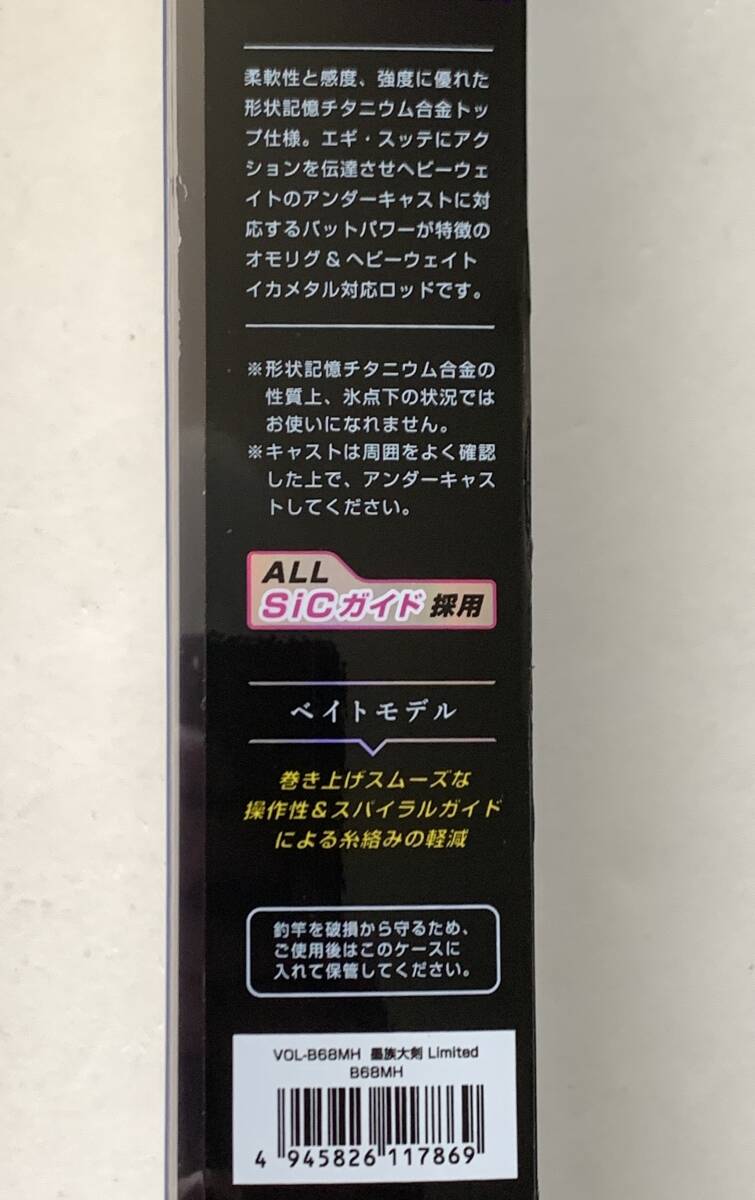 柔軟性と感度、強度に優れた
形状記憶チタニウム合金トッ
プ仕様。エギ・スッテにアク
ションを伝達させヘビーウェ
イトのアンダーキャストに対
応するバットパワーが特徴の
オモリグ&ヘビーウェイト
イカメタル対応ロッドです。
※形状記憶チタニウム合金の
性質上、氷点下の状況では
お使いになれません。
※キャストは周囲をよく確認
した上で、アンダーキャス
トしてください。
ALL
SiCガイド採用
ベイトモデル
巻き上げスムーズな
操作性&スパイラルガイド
による糸絡みの軽減
釣竿を破損から守るため、
ご使用後はこのケースに
入れて保管してください。
VOL-B68MH 墨族大剣 Limited
B68MH
4 945826 117869